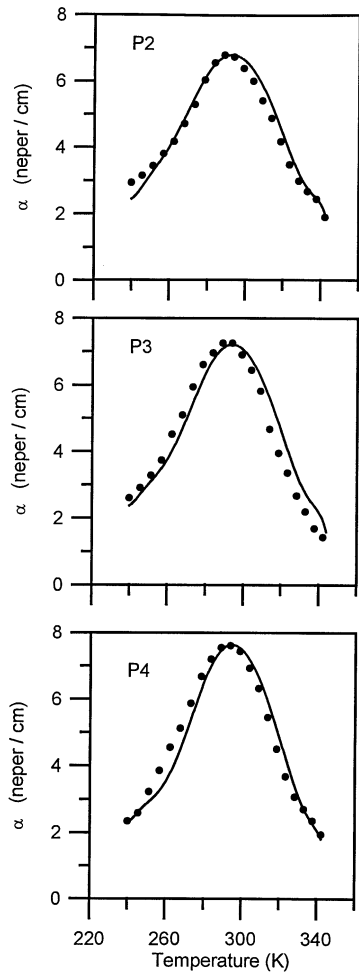 8
P2
6
α (neper / cm)
4
2
0
8
P3
6
α (neper / cm)
4
2
0
8
P4
6
α (neper / cm)
4
2
0
220 260 300 340
Temperature (K)